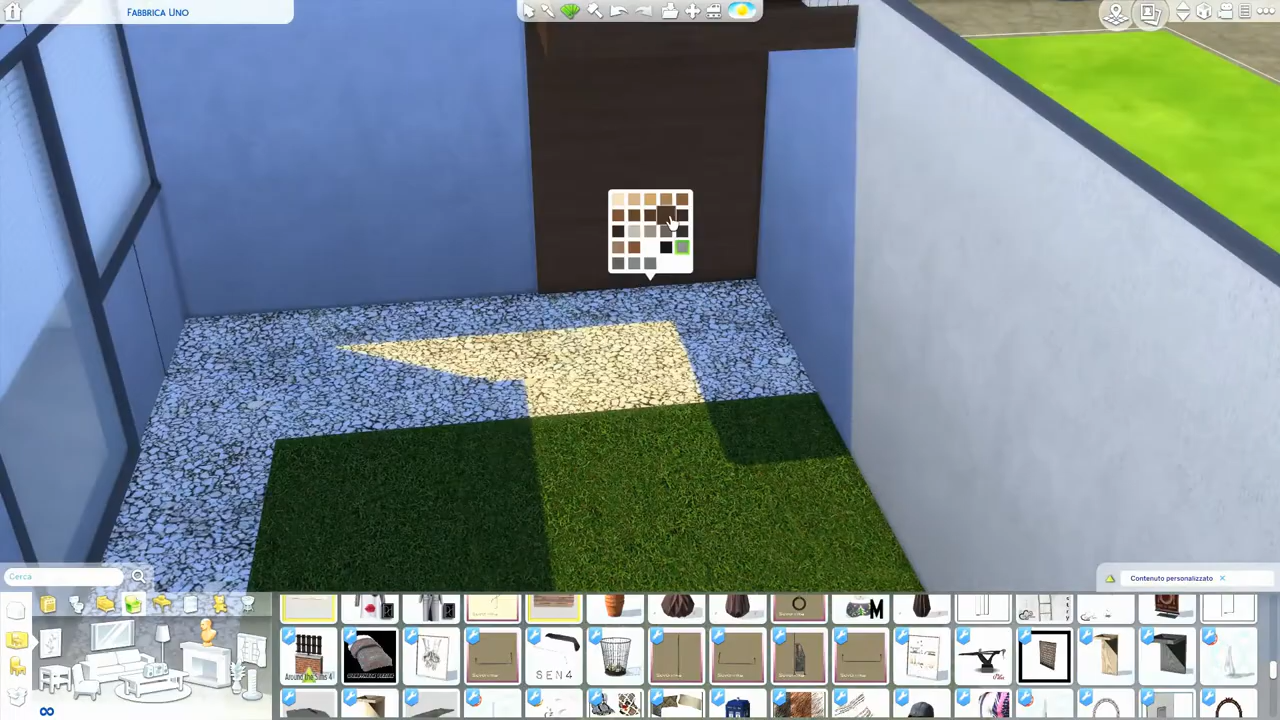 Fabbrica Uno
Cerca
Contenuto personalizzato
Around the Sims 4
SEN4
M